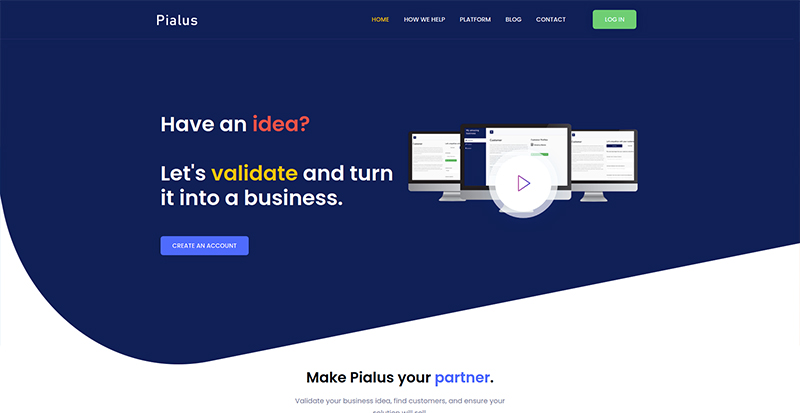 Pialus
HOME
HOW WE HELP
PLATFORM
BLOG
CONTACT
LOG IN
Have an idea?
Let's validate and turn
it into a business.
CREATE AN ACCOUNT
Make Pialus your partner.
Validate your business idea, find customers, and ensure your
solution will sell.